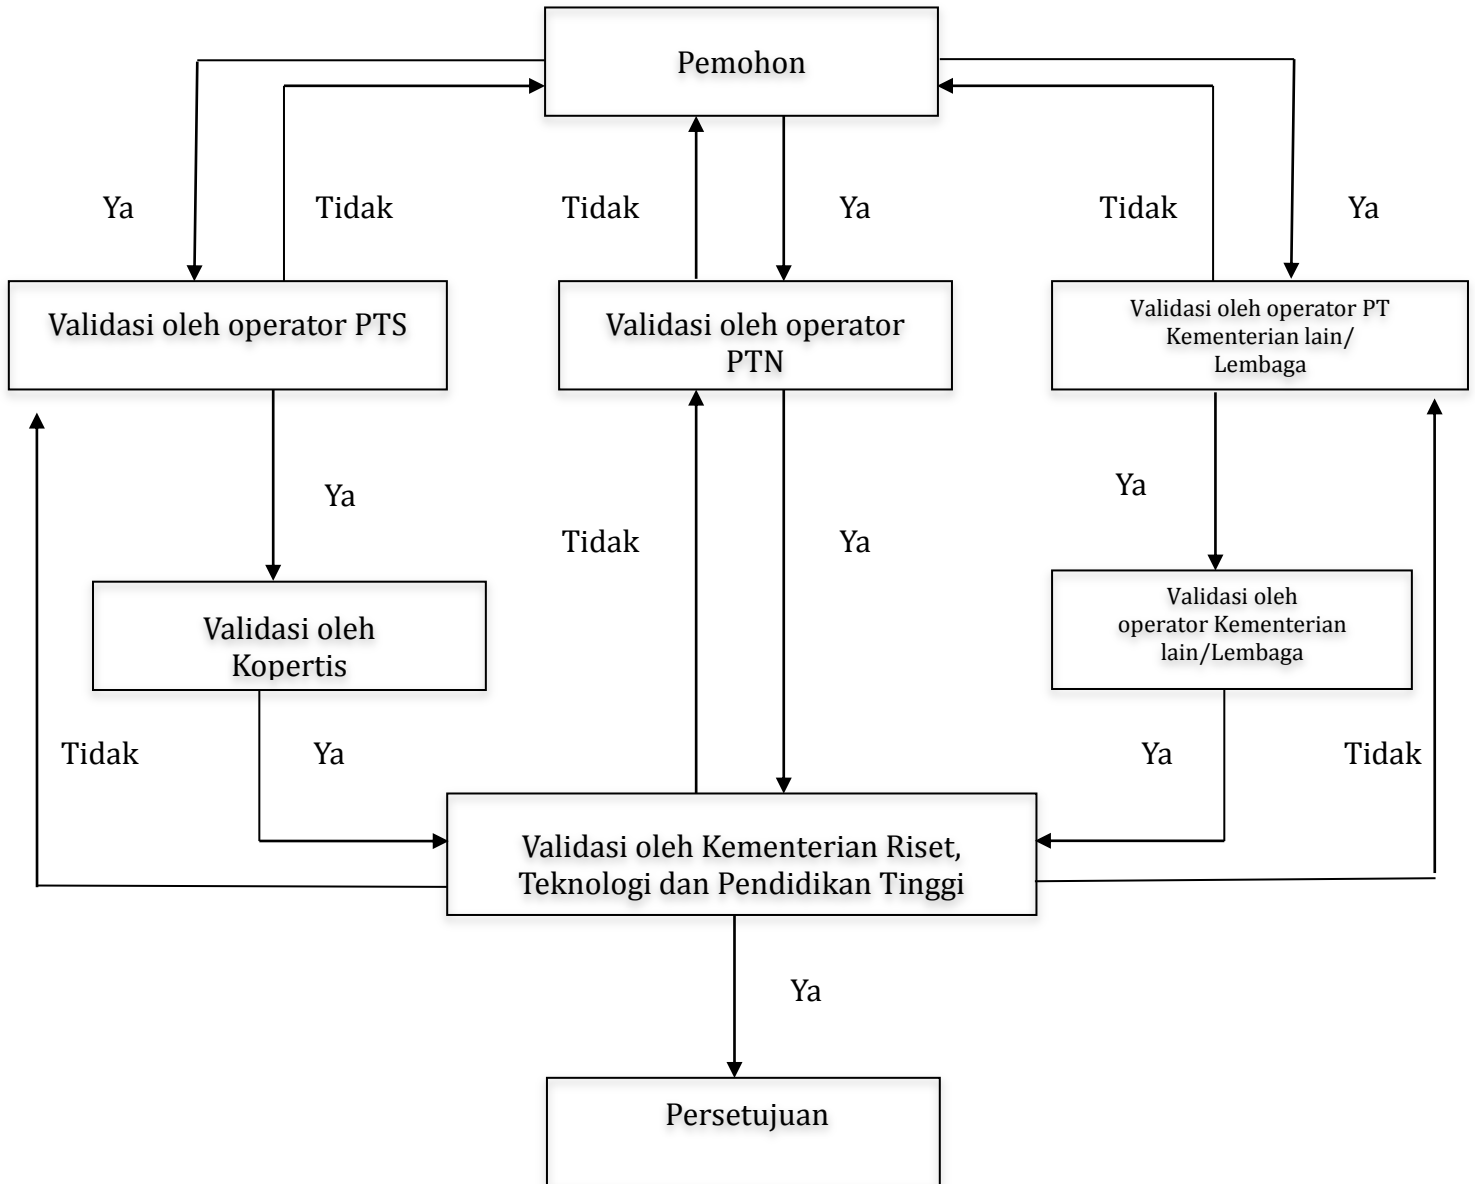 Pemohon
Ya
Tidak
Tidak
Ya
Tidak
Ya
Validasi oleh operator PTS
Validasi oleh operator
PTN
Validasi oleh operator PT
Kementerian lain/
Lembaga
Ya
Tidak
Ya
Ya
Validasi oleh
Kopertis
Validasi oleh
operator Kementerian
lain/Lembaga
Tidak
Ya
Ya
Tidak
Validasi oleh Kementerian Riset,
Teknologi dan Pendidikan Tinggi
Ya
Persetujuan